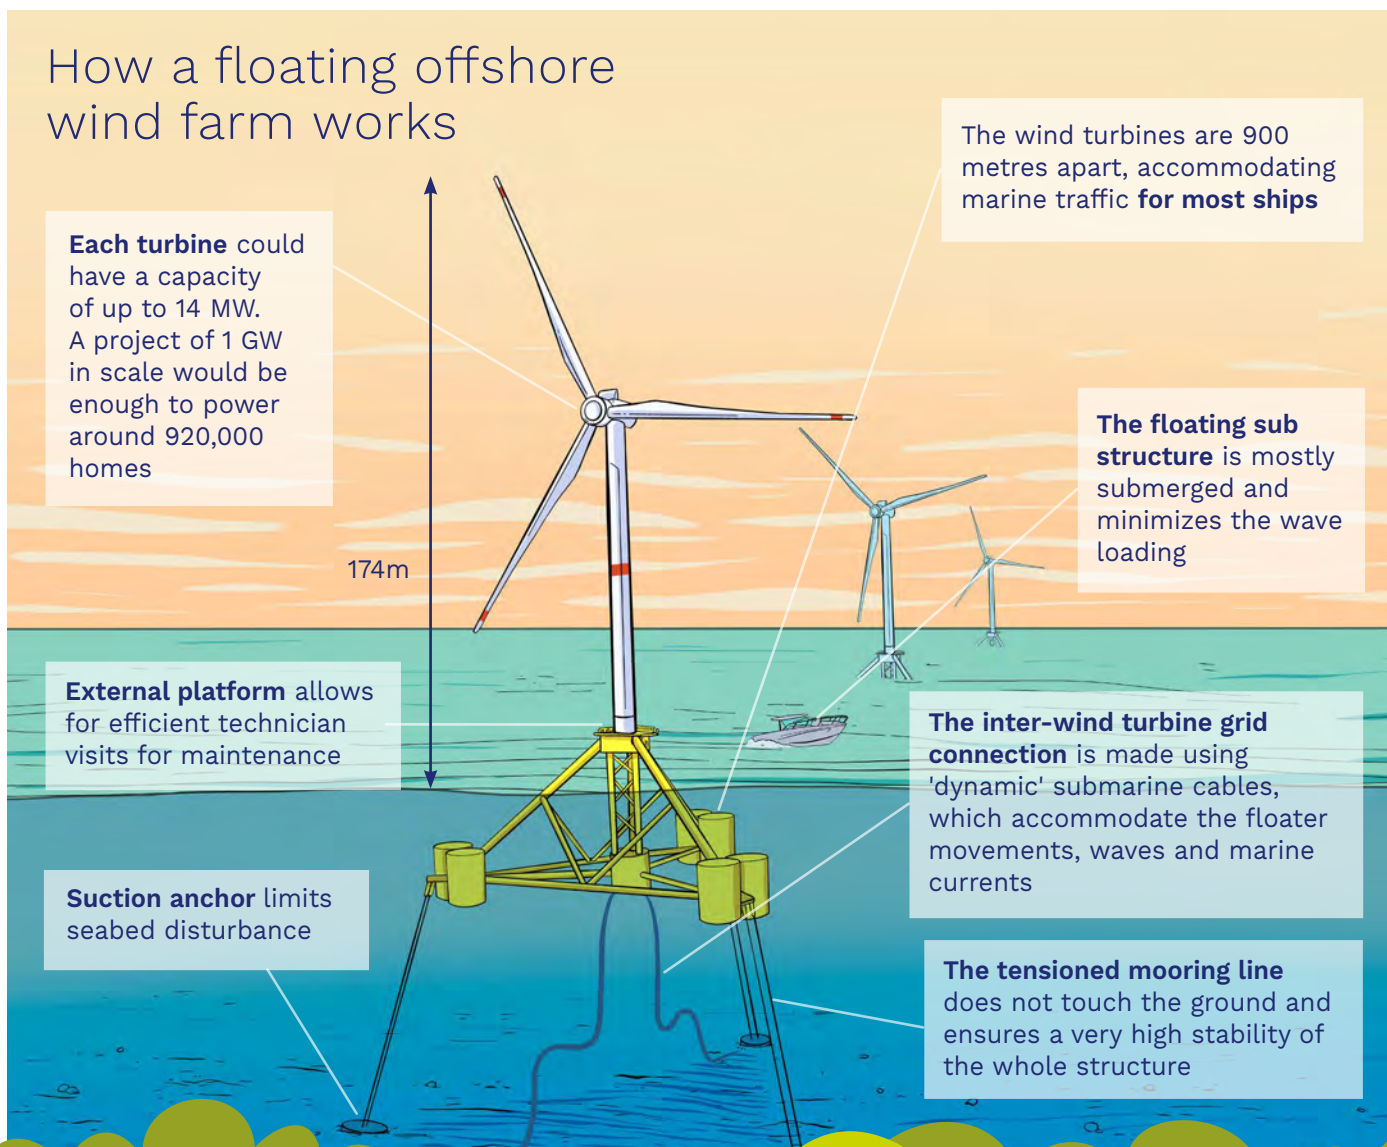 How a floating offshore
wind farm works
The wind turbines are 900
metres apart, accommodating
marine traffic for most ships
Each turbine could
have a capacity
of up to 14 MW.
A project of 1 GW
in scale would be
enough to power
around 920,000
homes
The floating sub
structure is mostly
submerged and
minimizes the wave
loading
174m
External platform allows
for efficient technician
visits for maintenance
The inter-wind turbine grid
connection is made using
'dynamic' submarine cables,
which accommodate the floater
movements, waves and marine
currents
Suction anchor limits
seabed disturbance
The tensioned mooring line
does not touch the ground and
ensures a very high stability of
the whole structure